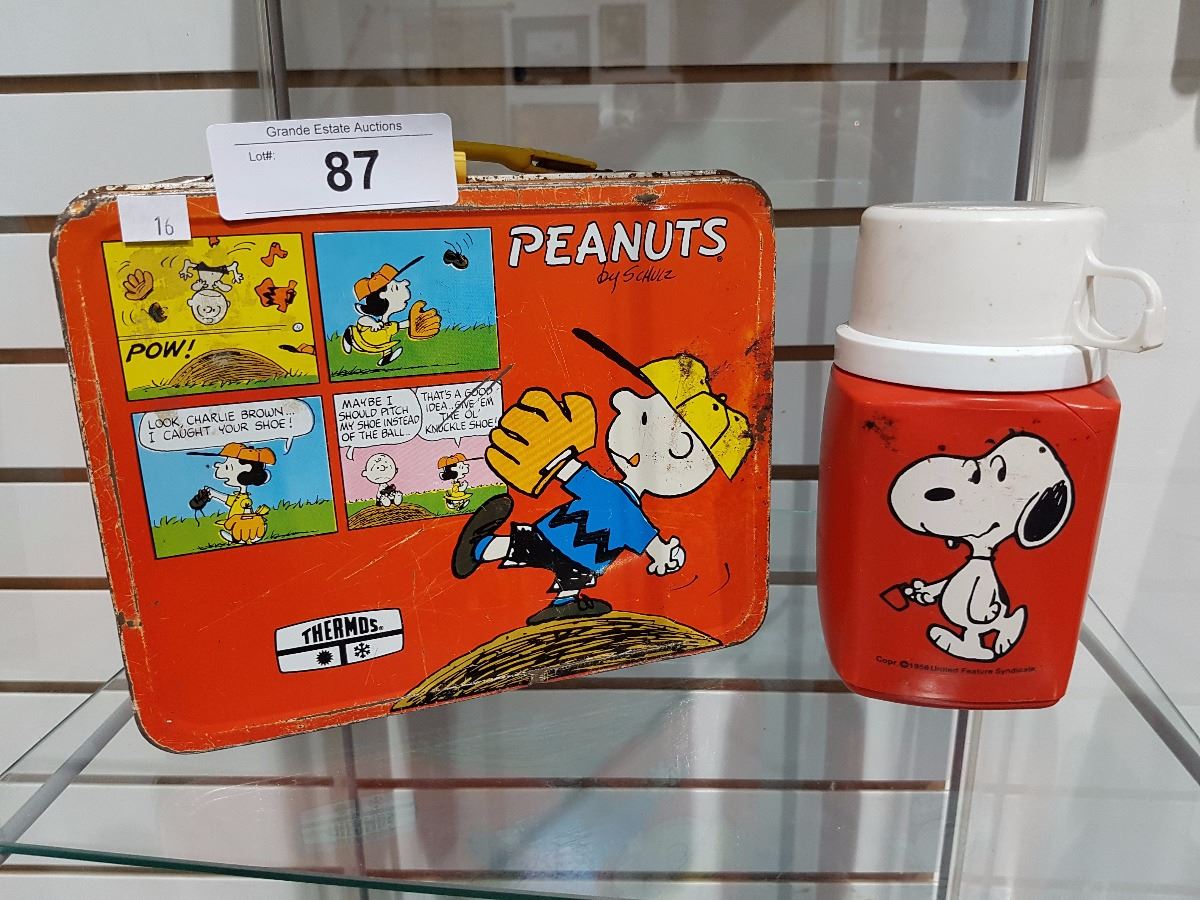 Grande Estate Auctions
Lot#: 87
16
PEANUTS®
by SCHULZ
POW!
LOOK, CHARLIE BROWN...
I CAUGHT YOUR SHOE!
MAYBE I
SHOULD PITCH
MY SHOE INSTEAD
OF THE BALL..
THAT'S A GOOD
IDEA..GIVE 'EM
THE OL'
KNUCKLE SHOE!
THERMOS®
Copr. ©1958 United Feature Syndicate